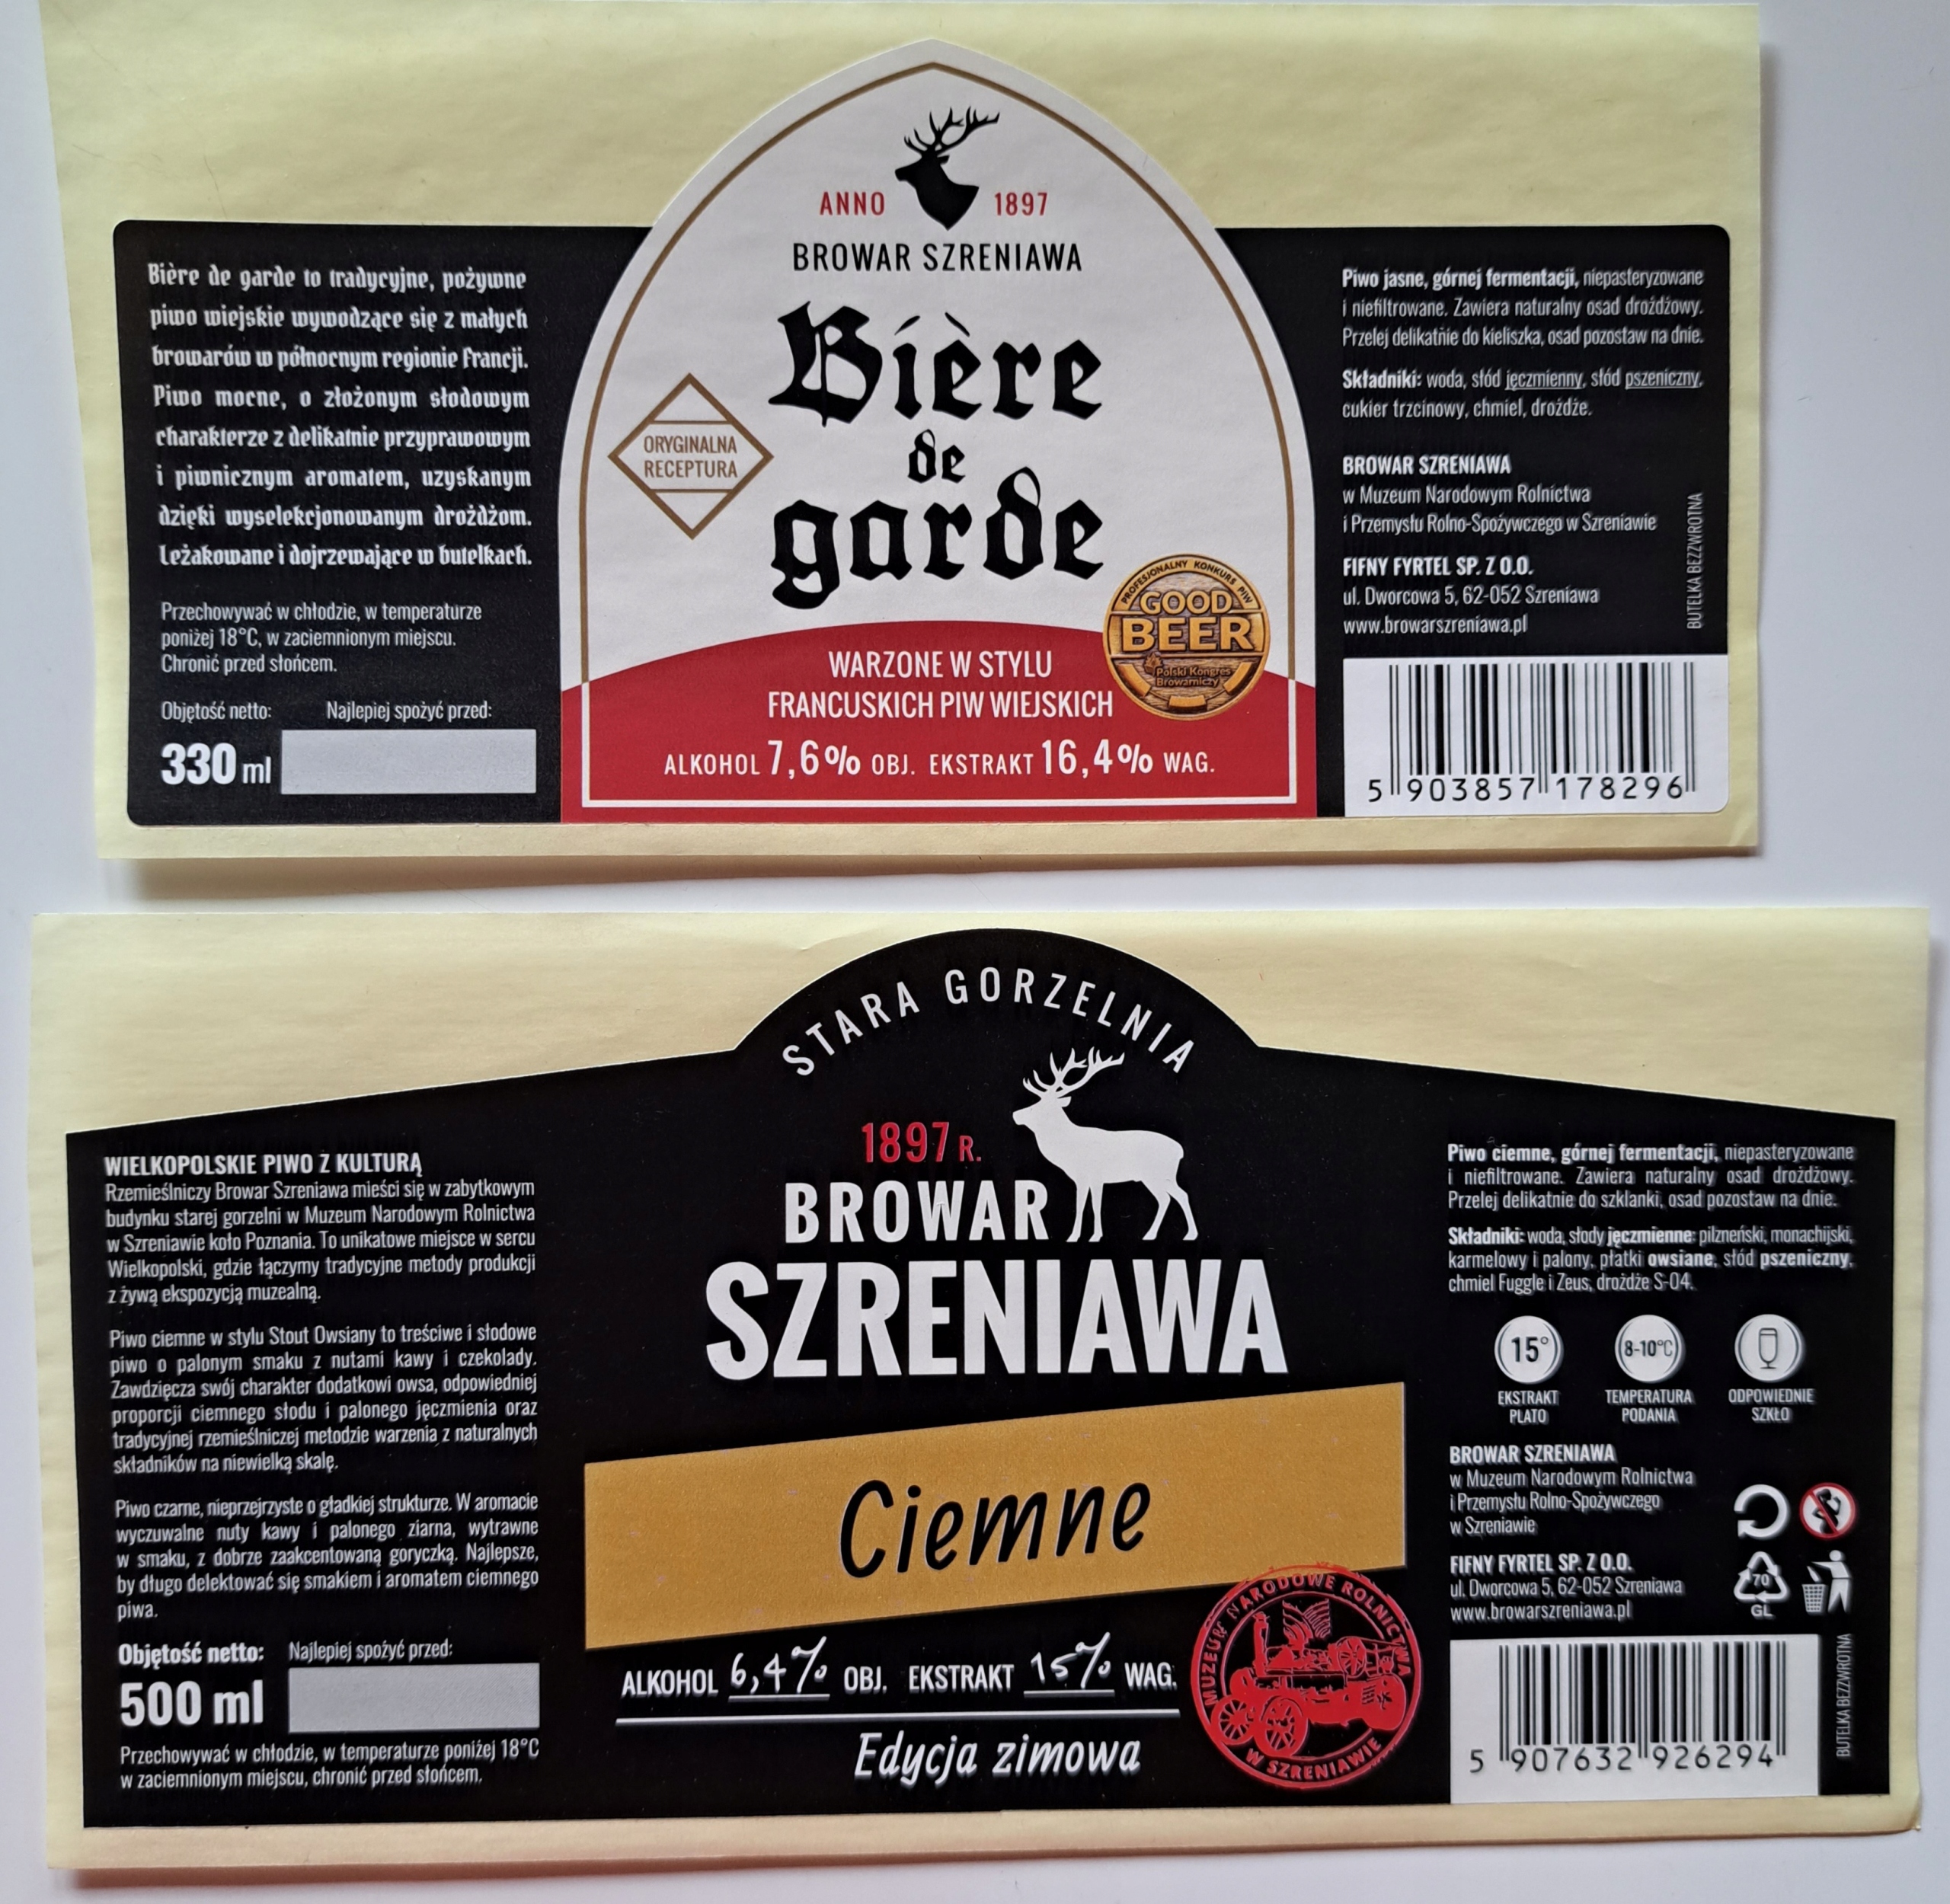 Bière de garde to tradycyjne, pożywne
piwo wiejskie wywodzące się z małych
browarów w północnym regionie Francji.
Piwo mocne, o złożonym słodowym
charakterze z delikatnie przyprawowym
i piwnicznym aromatem, uzyskanym
dzięki wyselekcjonowanym drożdżom.
Leżakowane i dojrzewające w butelkach.
Przechowywać w chłodzie, w temperaturze
poniżej 18°C, w zaciemnionym miejscu.
Chronić przed słońcem.
Objętość netto: Najlepiej spożyć przed:
330 ml
ANNO 1897
BROWAR SZRENIAWA
Bière
de
garde
ORYGINALNA
RECEPTURA
PROFESJONALNY KONKURS PIW
GOOD
BEER
Polski Kongres
Browarniczy
WARZONE W STYLU
FRANCUSKICH PIW WIEJSKICH
ALKOHOL 7,6% OBJ. EKSTRAKT 16,4% WAG.
Piwo jasne, górnej fermentacji, niepasteryzowane
i niefiltrowane. Zawiera naturalny osad drożdżowy.
Przelej delikatnie do kieliszka, osad pozostaw na dnie.
Składniki: woda, słód jęczmienny, słód pszeniczny,
cukier trzcinowy, chmiel, drożdże.
BROWAR SZRENIAWA
w Muzeum Narodowym Rolnictwa
i Przemysłu Rolno-Spożywczego w Szreniawie
FIFNY FYRTEL SP. Z O.O.
ul. Dworcowa 5, 62-052 Szreniawa
www.browarszreniawa.pl
BUTELKA BEZZWROTNA
5 903857 178296
WIELKOPOLSKIE PIWO Z KULTURĄ
Rzemieślniczy Browar Szreniawa mieści się w zabytkowym
budynku starej gorzelni w Muzeum Narodowym Rolnictwa
w Szreniawie koło Poznania. To unikatowe miejsce w sercu
Wielkopolski, gdzie łączymy tradycyjne metody produkcji
z żywą ekspozycją muzealną.
Piwo ciemne w stylu Stout Owsiany to treściwe i słodowe
piwo o palonym smaku z nutami kawy i czekolady.
Zawdzięcza swój charakter dodatkowi owsa, odpowiedniej
proporcji ciemnego słodu i palonego jęczmienia oraz
tradycyjnej rzemieślniczej metodzie warzenia z naturalnych
składników na niewielką skalę.
Piwo czarne, nieprzejrzyste o gładkiej strukturze. W aromacie
wyczuwalne nuty kawy i palonego ziarna, wytrawne
w smaku, z dobrze zaakcentowaną goryczką. Najlepsze,
by długo delektować się smakiem i aromatem ciemnego
piwa.
Objętość netto: Najlepiej spożyć przed:
500 ml
Przechowywać w chłodzie, w temperaturze poniżej 18°C
w zaciemnionym miejscu, chronić przed słońcem.
STARA GORZELNIA
1897 R.
BROWAR
SZRENIAWA
Ciemne
ALKOHOL 6,4% OBJ. EKSTRAKT 15% WAG.
Edycja zimowa
MUZEUM NARODOWE ROLNICTWA
W SZRENIAWIE
Piwo ciemne, górnej fermentacji, niepasteryzowane
i niefiltrowane. Zawiera naturalny osad drożdżowy.
Przelej delikatnie do szklanki, osad pozostaw na dnie.
Składniki: woda, słody jęczmienne: pilzneński, monachijski,
karmelowy i palony, płatki owsiane, słód pszeniczny,
chmiel Fuggle i Zeus, drożdże S-04.
15° 8-10°C
EKSTRAKT TEMPERATURA ODPOWIEDNIE
PLATO PODANIA SZKŁO
BROWAR SZRENIAWA
w Muzeum Narodowym Rolnictwa
i Przemysłu Rolno-Spożywczego
w Szreniawie
FIFNY FYRTEL SP. Z O.O.
ul. Dworcowa 5, 62-052 Szreniawa
www.browarszreniawa.pl
70
GL
BUTELKA BEZZWROTNA
5 907632 926294